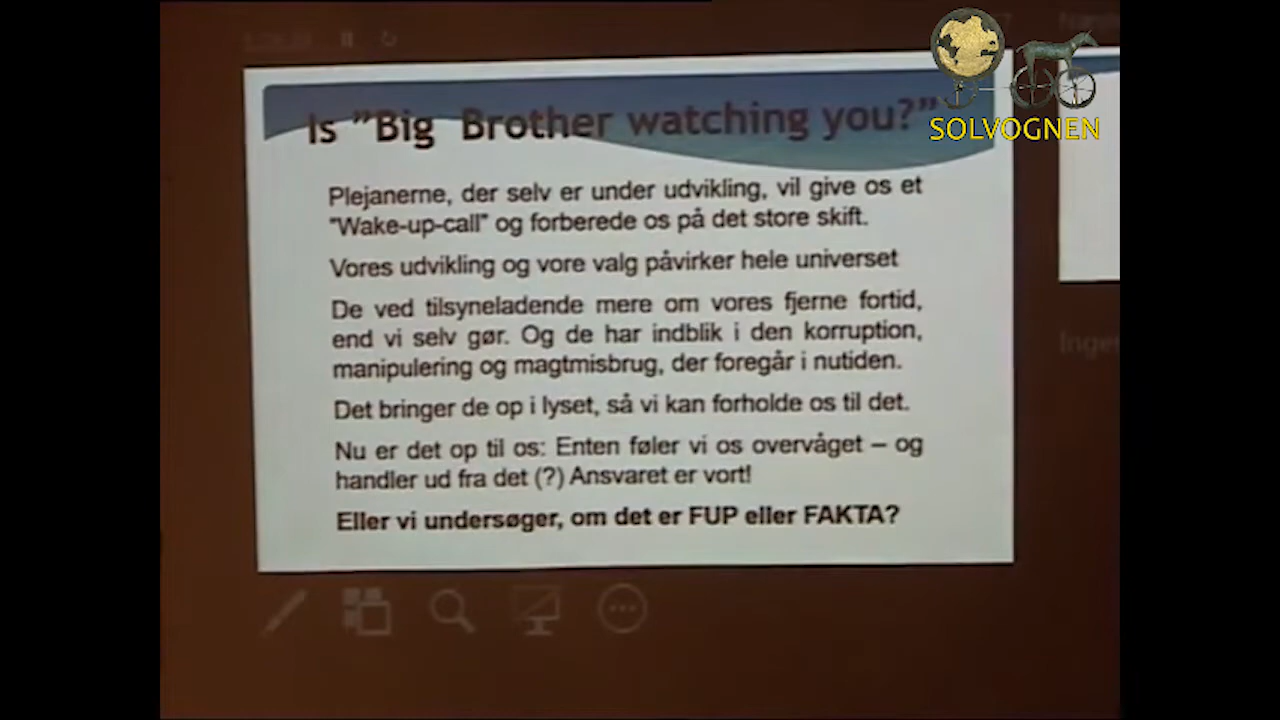 SOLVOGNEN
Is ”Big Brother watching you?”
Plejanerne, der selv er under udvikling, vil give os et
"Wake-up-call" og forberede os på det store skift.
Vores udvikling og vore valg påvirker hele universet
De ved tilsyneladende mere om vores fjerne fortid,
end vi selv gør. Og de har indblik i den korruption,
manipulering og magtmisbrug, der foregår i nutiden.
Det bringer de op i lyset, så vi kan forholde os til det.
Nu er det op til os: Enten føler vi os overvåget – og
handler ud fra det (?) Ansvaret er vort!
Eller vi undersøger, om det er FUP eller FAKTA?